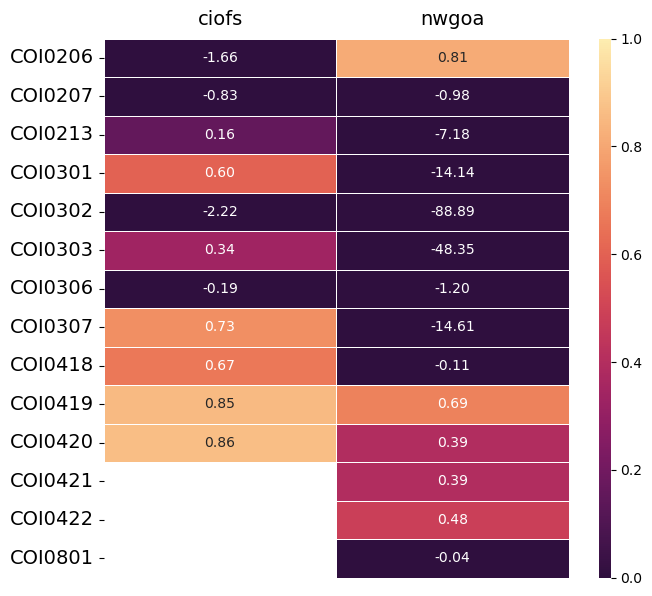 ciofs nwgoa
COI0206 -1.66 0.81
COI0207 -0.83 -0.98
COI0213 0.16 -7.18
COI0301 0.60 -14.14
COI0302 -2.22 -88.89
COI0303 0.34 -48.35
COI0306 -0.19 -1.20
COI0307 0.73 -14.61
COI0418 0.67 -0.11
COI0419 0.85 0.69
COI0420 0.86 0.39
COI0421 0.39
COI0422 0.48
COI0801 -0.04
1.0
0.8
0.6
0.4
0.2
0.0